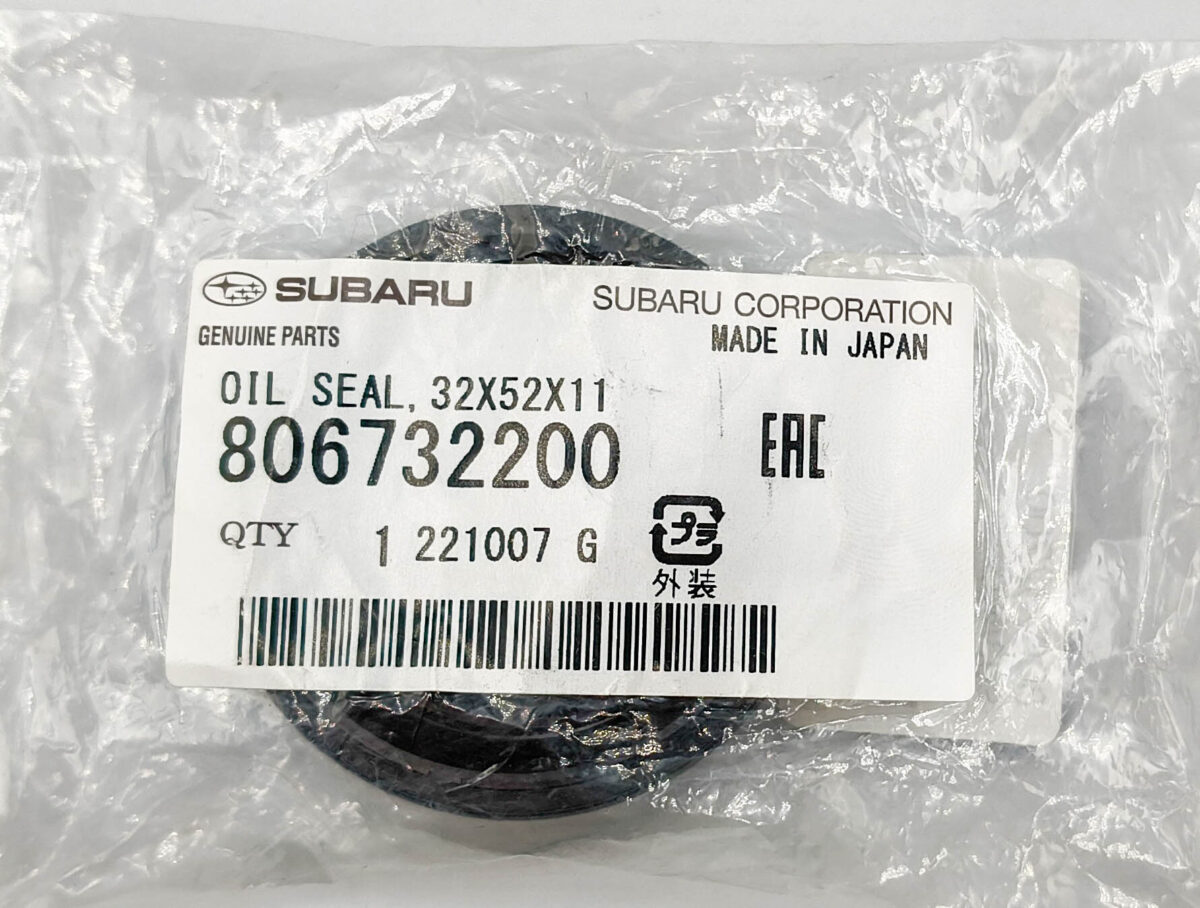 SUBARU
SUBARU CORPORATION
GENUINE PARTS
MADE IN JAPAN
OIL SEAL, 32X52X11
806732200
EAC
QTY 1 221007 G
プラ
外装